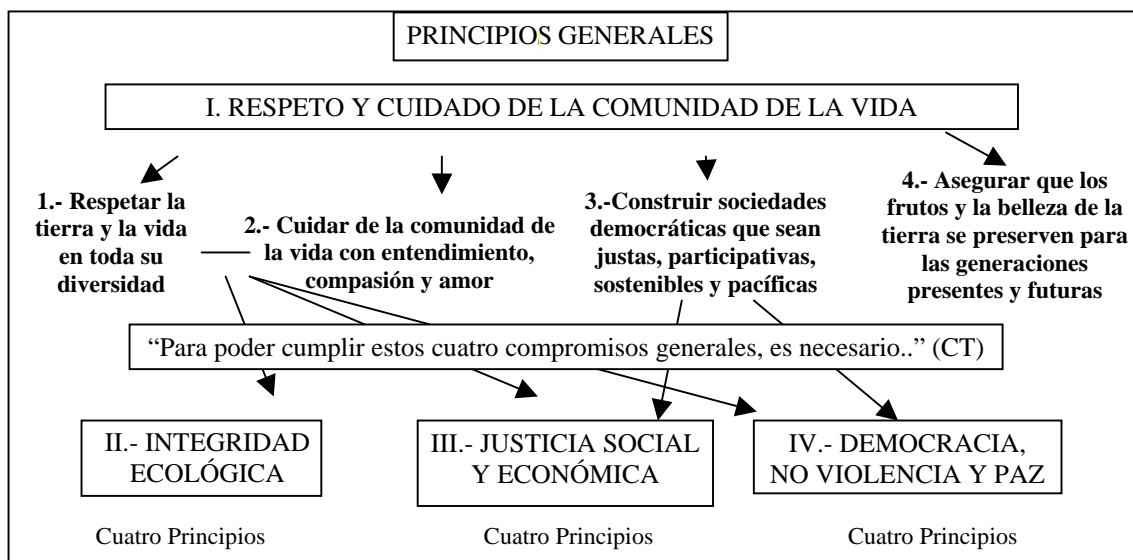 PRINCIPIOS GENERALES
I. RESPETO Y CUIDADO DE LA COMUNIDAD DE LA VIDA
1.- Respetar la
tierra y la vida
en toda su
diversidad
2.- Cuidar de la comunidad de
la vida con entendimiento,
compasión y amor
3.-Construir sociedades
democráticas que sean
justas, participativas,
sostenibles y pacíficas
4.- Asegurar que los
frutos y la belleza de la
tierra se preserven para
las generaciones
presentes y futuras
“Para poder cumplir estos cuatro compromisos generales, es necesario..” (CT)
II.- INTEGRIDAD
ECOLÓGICA
III.- JUSTICIA SOCIAL
Y ECONÓMICA
IV.- DEMOCRACIA,
NO VIOLENCIA Y PAZ
Cuatro Principios
Cuatro Principios
Cuatro Principios